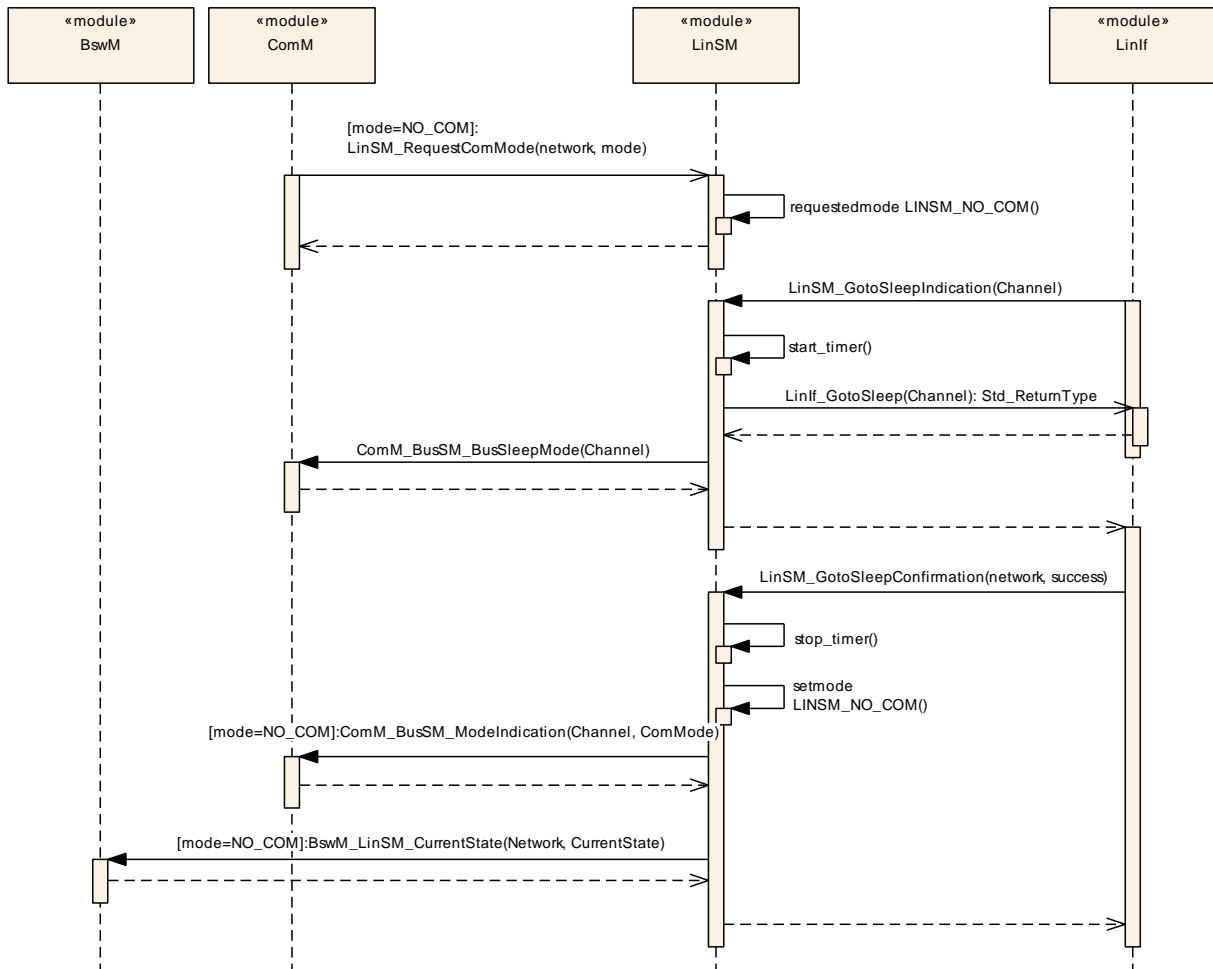 «module»
BswM
«module»
ComM
«module»
LinSM
«module»
LinIf
[mode=NO_COM]:
LinSM_RequestComMode(network, mode)
requestedmode LINSM_NO_COM()
LinSM_GotoSleepIndication(Channel)
start_timer()
LinIf_GotoSleep(Channel): Std_ReturnType
ComM_BusSM_BusSleepMode(Channel)
LinSM_GotoSleepConfirmation(network, success)
stop_timer()
setmode
LINSM_NO_COM()
[mode=NO_COM]:ComM_BusSM_ModeIndication(Channel, ComMode)
[mode=NO_COM]:BswM_LinSM_CurrentState(Network, CurrentState)